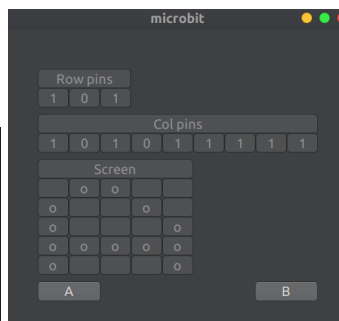 microbit
Row pins
1 0 1
Col pins
1 0 1 0 1 1 1 1 1
Screen
o o
o o
o o
o o o o o
o o
A B